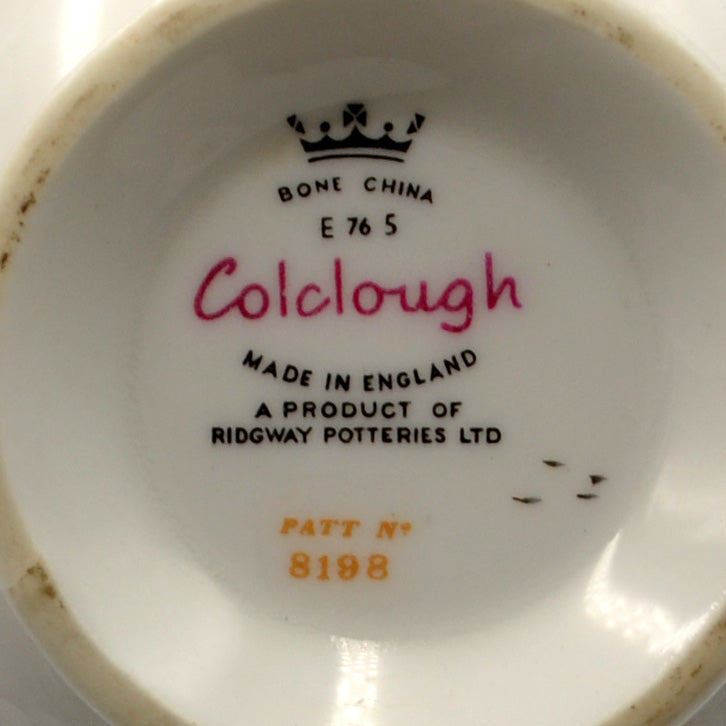 BONE CHINA
E 76 5
Colclough
MADE IN ENGLAND
A PRODUCT OF
RIDGWAY POTTERIES LTD
PATT Nº
8198